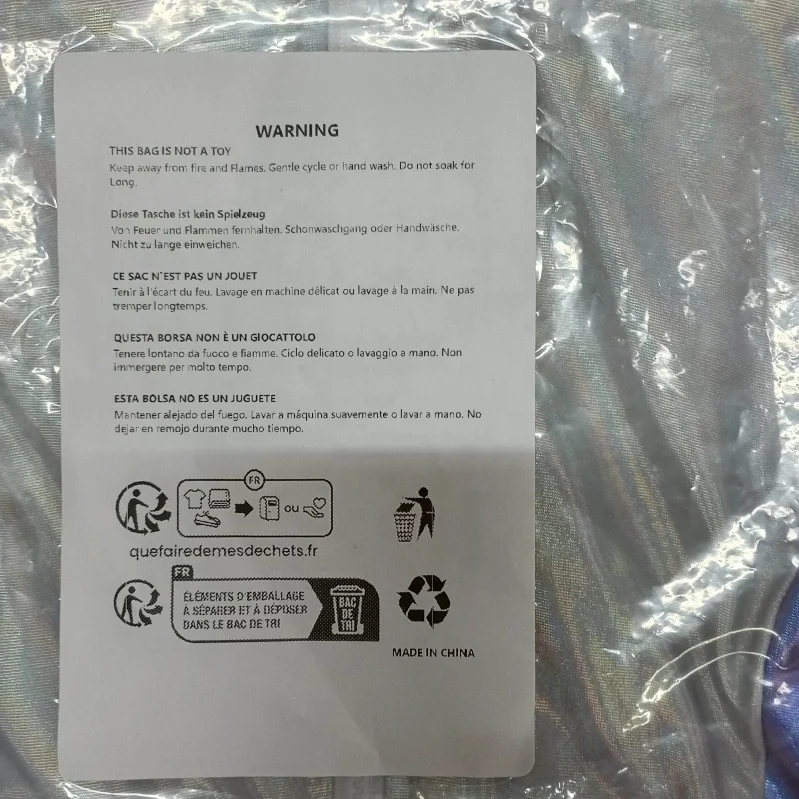 WARNING
THIS BAG IS NOT A TOY
Keep away from fire and Flames. Gentle cycle or hand wash. Do not soak for
Long.
Diese Tasche ist kein Spielzeug
Von Feuer und Flammen fernhalten. Schonwaschgang oder Handwäsche.
Nicht zu lange einweichen.
CE SAC N`EST PAS UN JOUET
Tenir à l'écart du feu. Lavage en machine délicat ou lavage à la main. Ne pas
tremper longtemps.
QUESTA BORSA NON È UN GIOCATTOLO
Tenere lontano da fuoco e fiamme. Ciclo delicato o lavaggio a mano. Non
immergere per molto tempo.
ESTA BOLSA NO ES UN JUGUETE
Mantener alejado del fuego. Lavar a máquina suavemente o lavar a mano. No
dejar en remojo durante mucho tiempo.
FR
ou
quefairedemesdechets.fr
FR
ÉLÉMENTS D'EMBALLAGE
À SÉPARER ET À DÉPOSER
DANS LE BAC DE TRI
BAC
DE
TRI
MADE IN CHINA